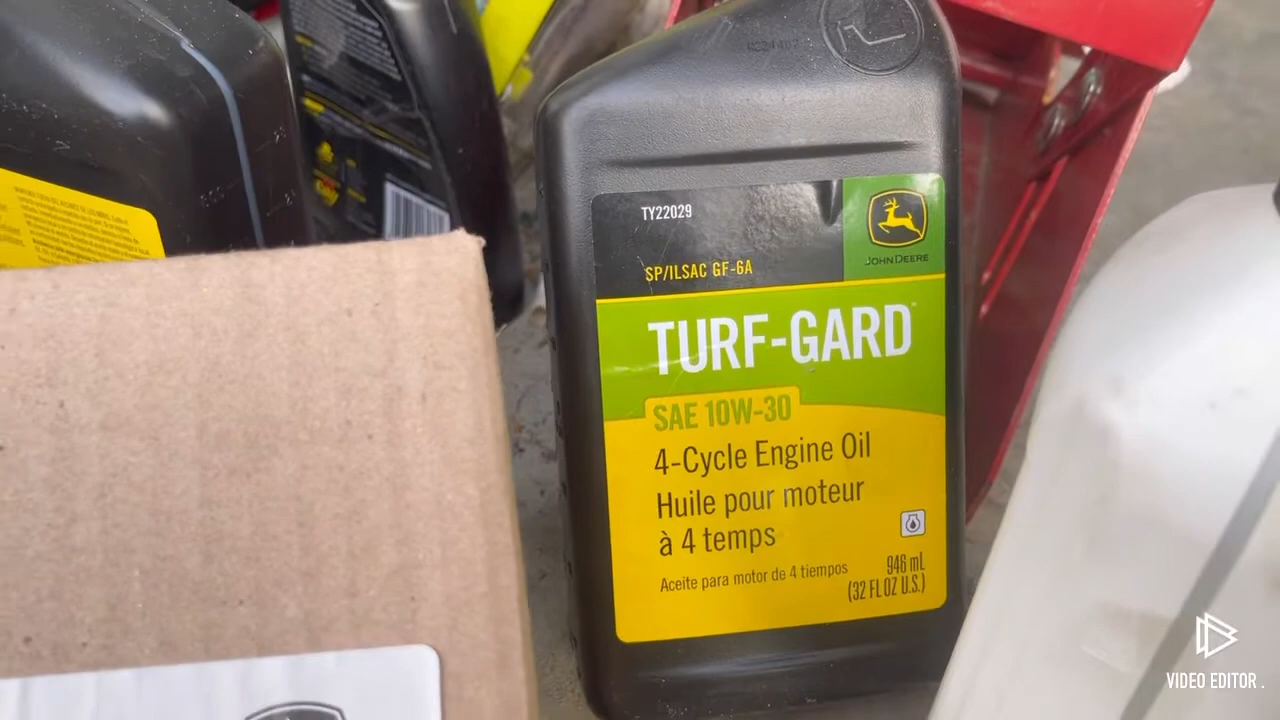 TY22029
SP/ILSAC GF-6A
JOHN DEERE
TURF-GARD™
SAE 10W-30
4-Cycle Engine Oil
Huile pour moteur
à 4 temps
Aceite para motor de 4 tiempos
946 mL
(32 FL OZ U.S.)
VIDEO EDITOR .